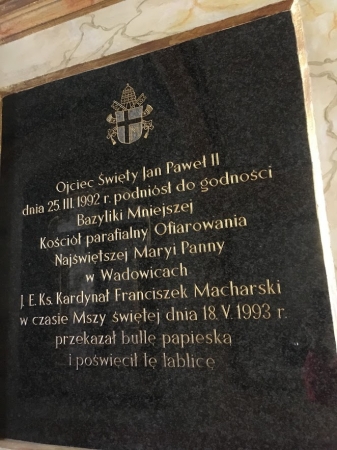 Ojciec Święty Jan Paweł II
dnia 25 III. 1992 r. podniósł do godności
Bazyliki Mniejszej
Kościół parafialny Ofiarowania
Najświętszej Maryi Panny
w Wadowicach
J. E. Ks. Kardynał Franciszek Macharski
w czasie Mszy świętej dnia 18. V. 1993 r.
przekazał bullę papieską
i poświęcił tę tablicę